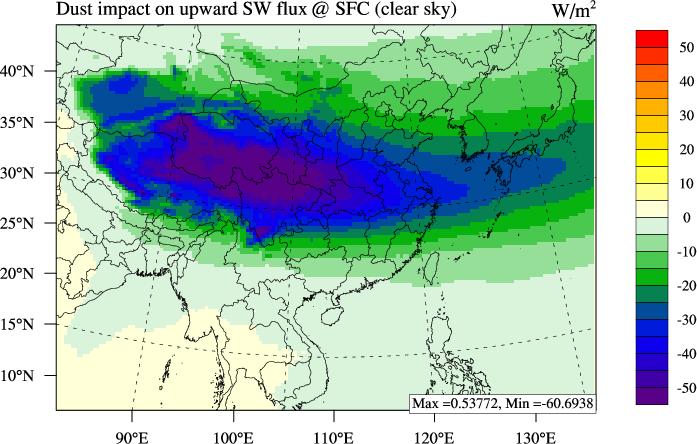 Dust impact on upward SW flux @ SFC (clear sky) W/m²
50
40
30
20
10
0
-10
-20
-30
-40
-50
40°N
35°N
30°N
25°N
20°N
15°N
10°N
Max =0.53772, Min =-60.6938
90°E 100°E 110°E 120°E 130°E